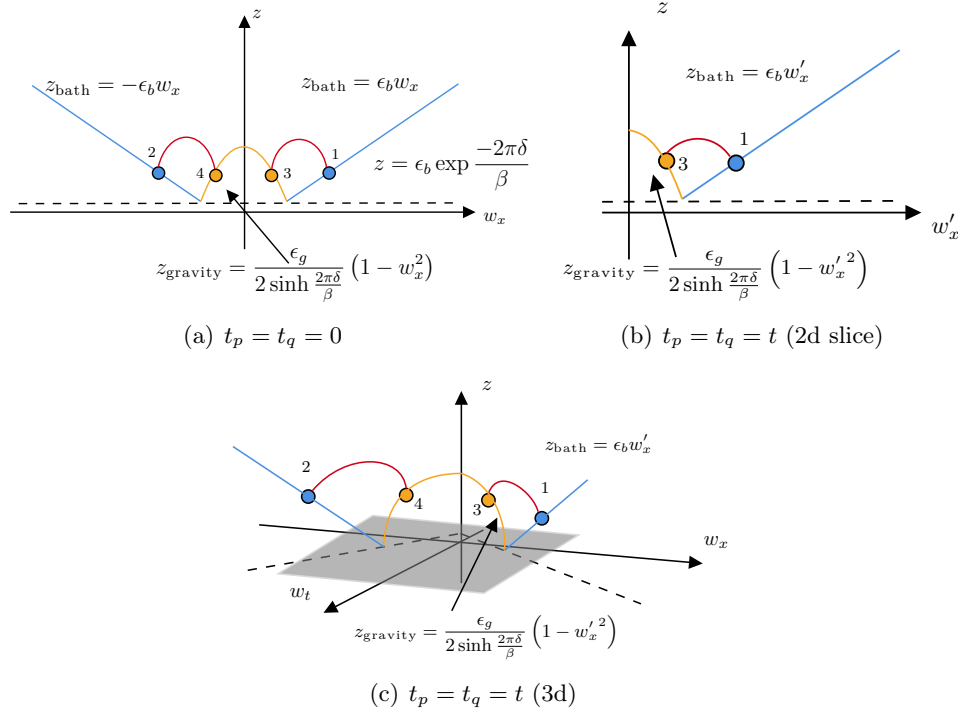 z
z_bath = −ϵ_b w_x
z_bath = ϵ_b w_x
2
4
3
1
z = ϵ_b exp −2πδ/β
w_x
z_gravity = ϵ_g/(2 sinh 2πδ/β) (1 − w_x^2)
(a) t_p = t_q = 0
z
z_bath = ϵ_b w'_x
3
1
w'_x
z_gravity = ϵ_g/(2 sinh 2πδ/β) (1 − w'_x^2)
(b) t_p = t_q = t (2d slice)
z
z_bath = ϵ_b w'_x
2
4
3
1
w_x
w_t
z_gravity = ϵ_g/(2 sinh 2πδ/β) (1 − w'_x^2)
(c) t_p = t_q = t (3d)